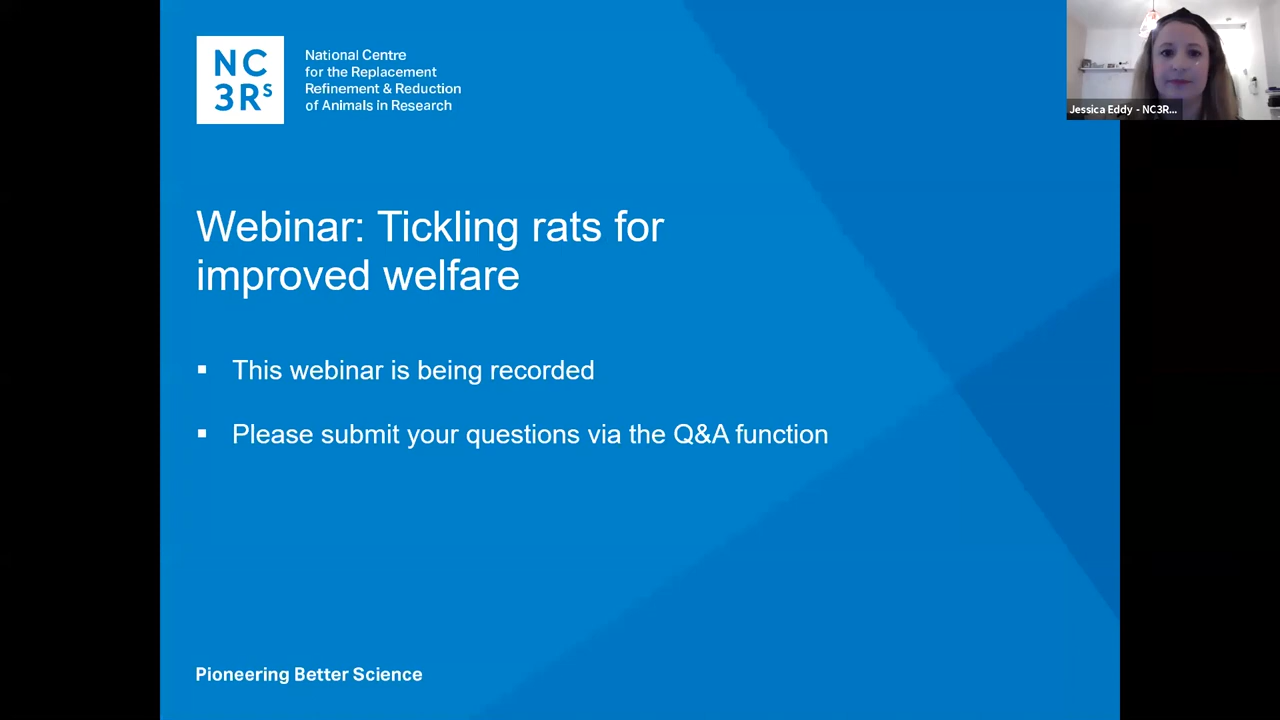 NC
3Rs
National Centre
for the Replacement
Refinement & Reduction
of Animals in Research
Jessica Eddy - NC3R...
Webinar: Tickling rats for
improved welfare
▪ This webinar is being recorded
▪ Please submit your questions via the Q&A function
Pioneering Better Science